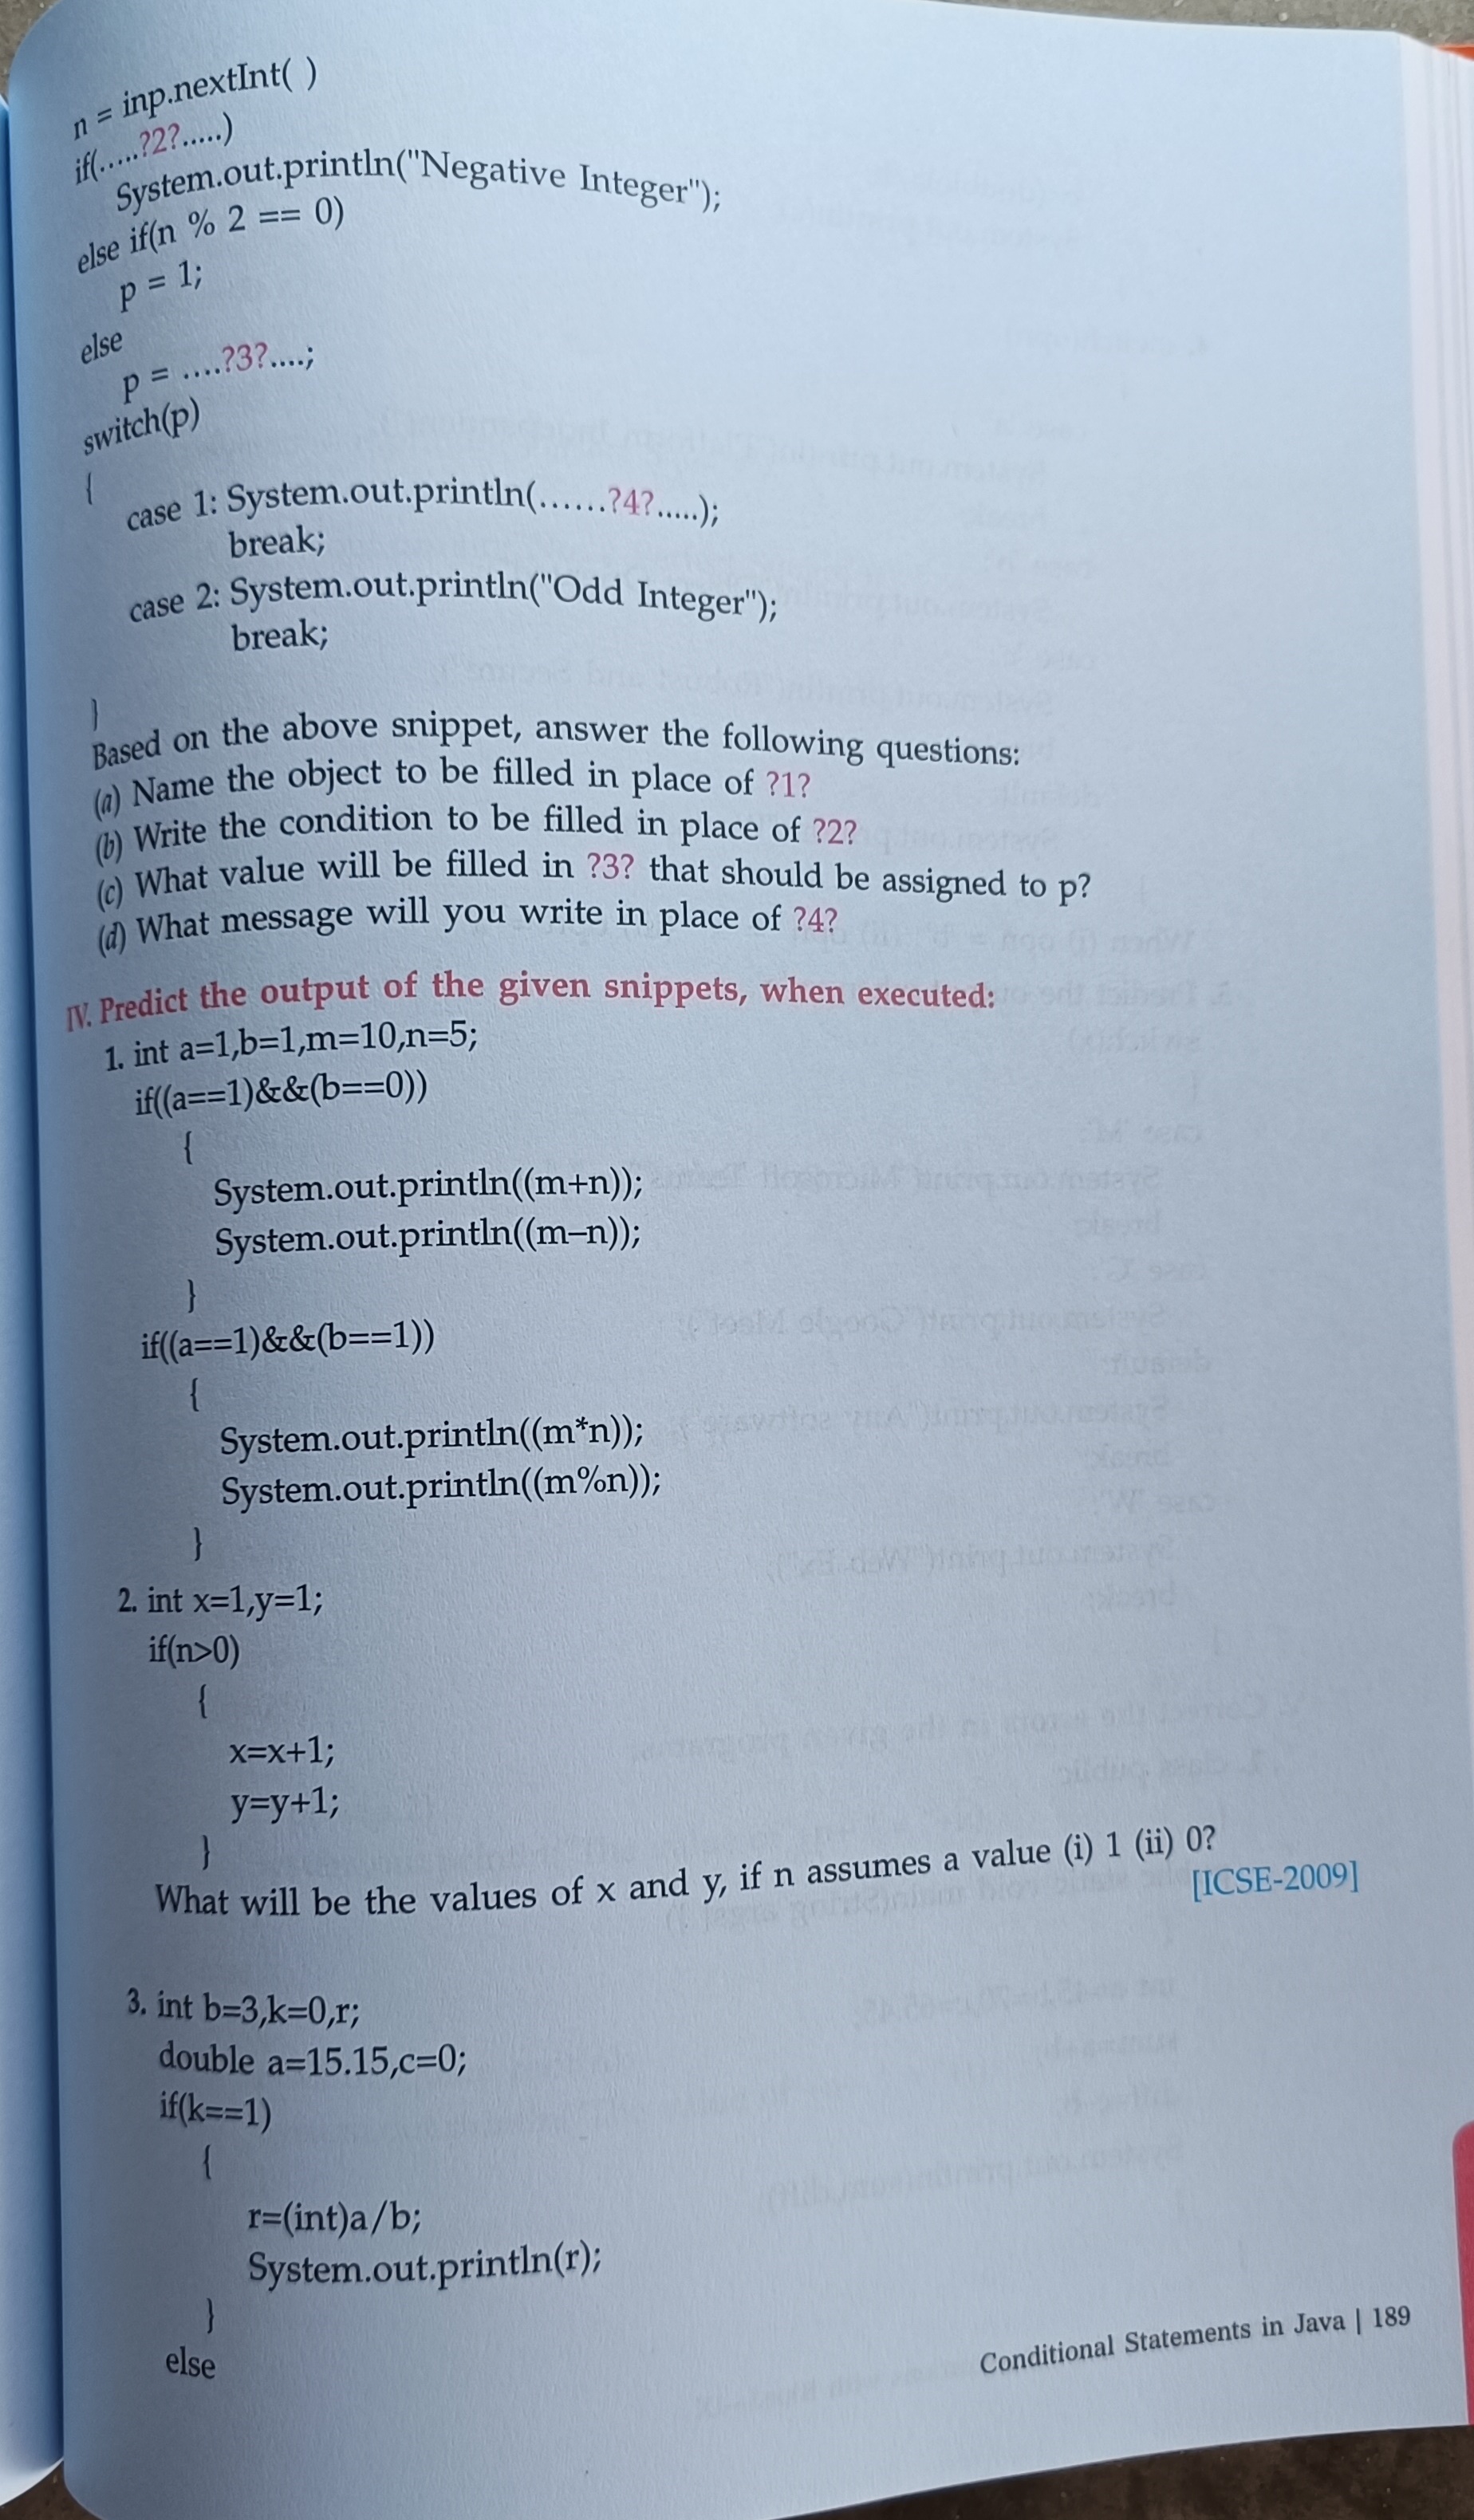 n = inp.nextInt( )
if(.....?2?.....)
System.out.println("Negative Integer");
else if(n % 2 == 0)
p = 1;
else
p = ....?3?....;
switch(p)
{
case 1: System.out.println(......?4?.....);
break;
case 2: System.out.println("Odd Integer");
break;
}
Based on the above snippet, answer the following questions:
(a) Name the object to be filled in place of ?1?
(b) Write the condition to be filled in place of ?2?
(c) What value will be filled in ?3? that should be assigned to p?
(d) What message will you write in place of ?4?
IV. Predict the output of the given snippets, when executed:
1. int a=1,b=1,m=10,n=5;
if((a==1)&&(b==0))
{
System.out.println((m+n));
System.out.println((m–n));
}
if((a==1)&&(b==1))
{
System.out.println((m*n));
System.out.println((m%n));
}
2. int x=1,y=1;
if(n>0)
{
x=x+1;
y=y+1;
}
What will be the values of x and y, if n assumes a value (i) 1 (ii) 0?
[ICSE-2009]
3. int b=3,k=0,r;
double a=15.15,c=0;
if(k==1)
{
r=(int)a/b;
System.out.println(r);
}
else
Conditional Statements in Java | 189